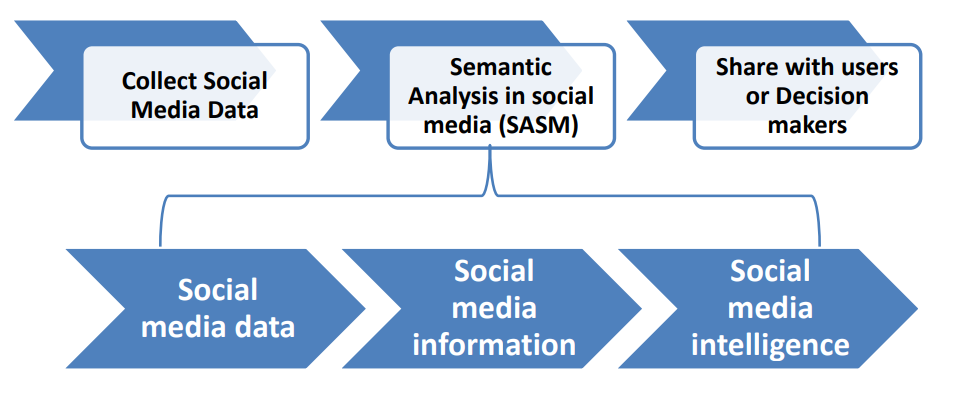 Collect Social
Media Data
Semantic
Analysis in social
media (SASM)
Share with users
or Decision
makers
Social
media data
Social
media
information
Social
media
intelligence